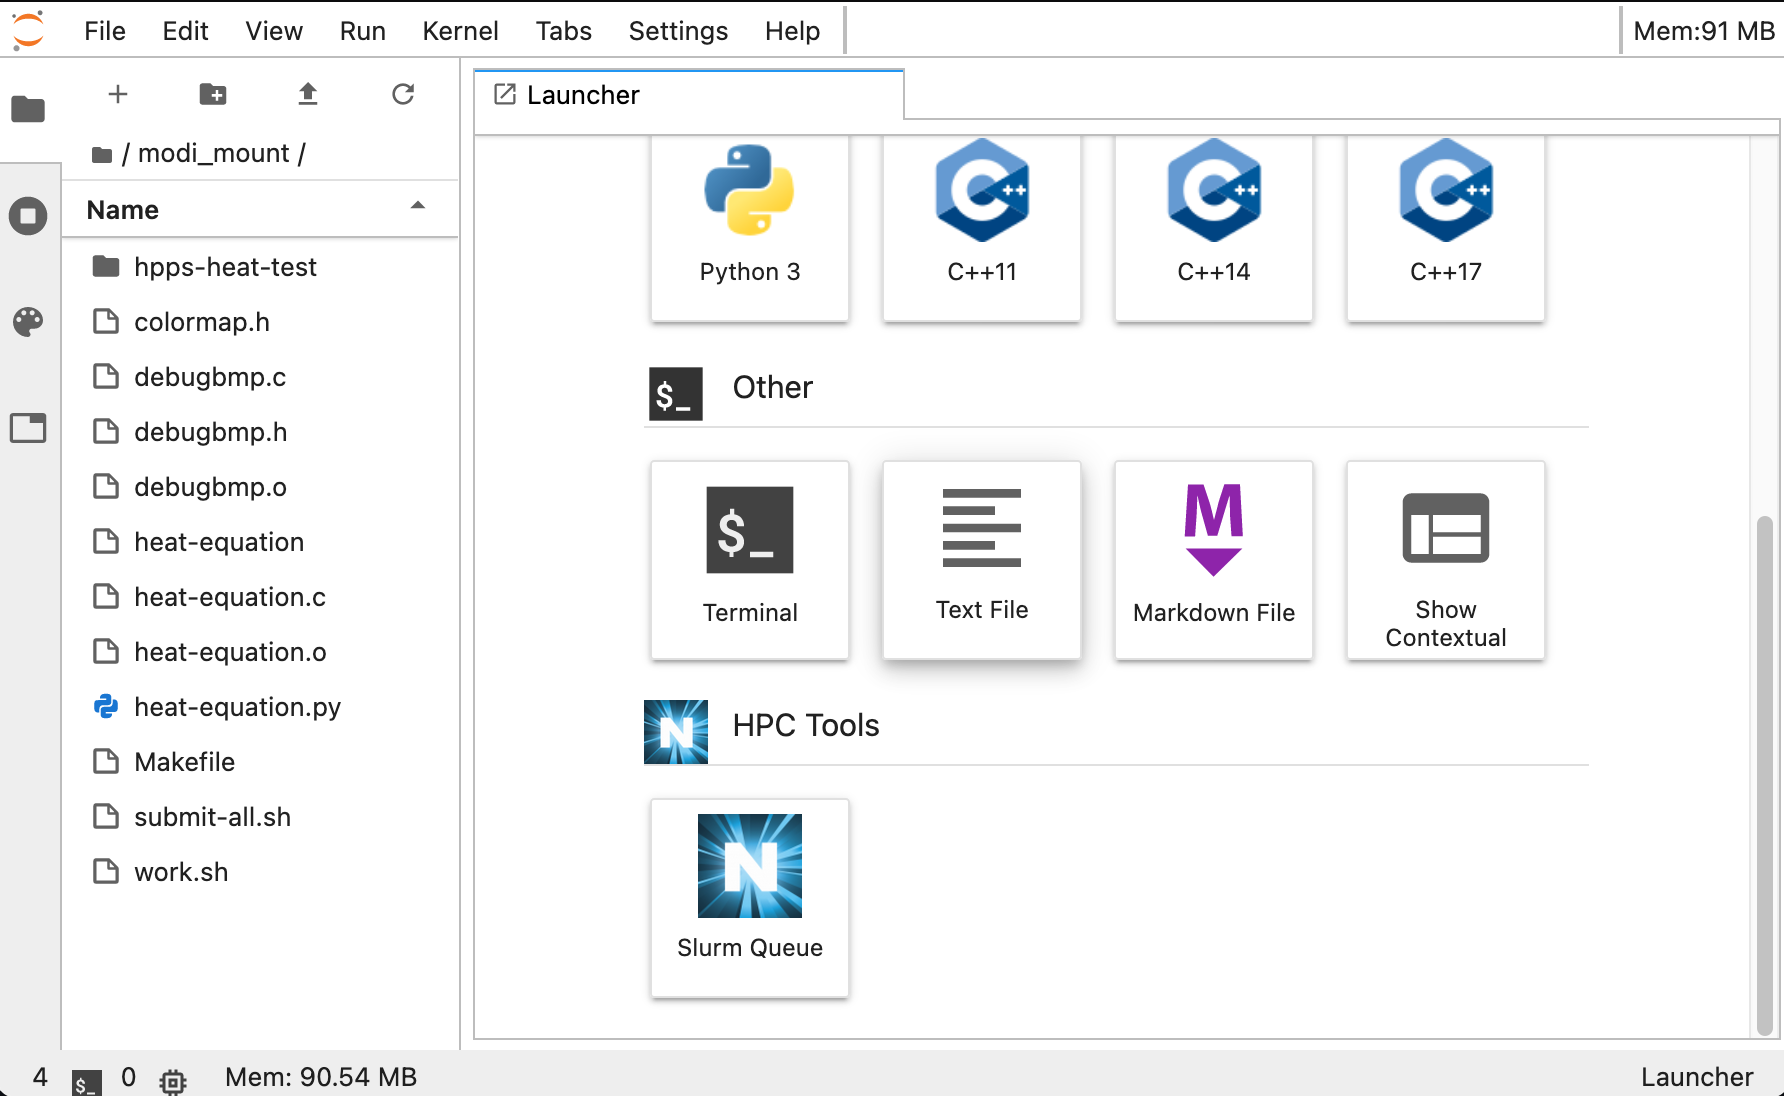 File Edit View Run Kernel Tabs Settings Help
Mem:91 MB
Launcher
/ modi_mount /
Name
hpps-heat-test
colormap.h
debugbmp.c
debugbmp.h
debugbmp.o
heat-equation
heat-equation.c
heat-equation.o
heat-equation.py
Makefile
submit-all.sh
work.sh
Python 3
C++
C++11
C++
C++14
C++
C++17
$_
Other
$_
Terminal
Text File
M
Markdown File
Show
Contextual
N
HPC Tools
N
Slurm Queue
4
$_
0
Mem: 90.54 MB
Launcher